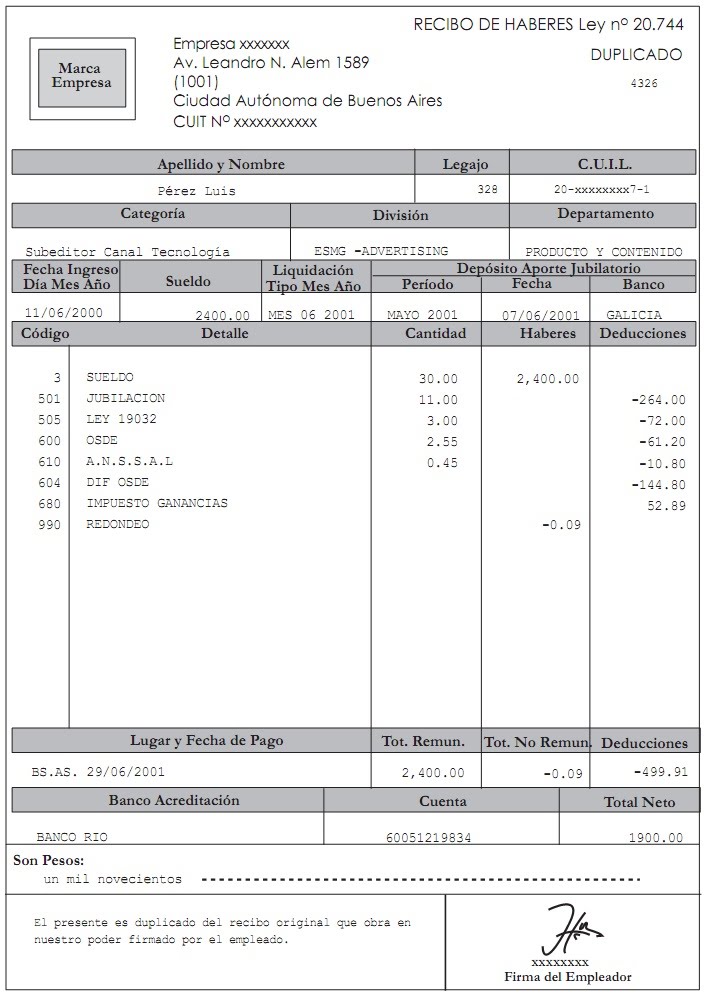 RECIBO DE HABERES Ley nº 20.744
DUPLICADO
4326
Marca
Empresa
Empresa xxxxxxx
Av. Leandro N. Alem 1589
(1001)
Ciudad Autónoma de Buenos Aires
CUIT Nº xxxxxxxxxxx
Apellido y Nombre Legajo C.U.I.L.
Pérez Luis 328 20-xxxxxxxx7-1
Categoría División Departamento
Subeditor Canal Tecnología ESMG -ADVERTISING PRODUCTO Y CONTENIDO
Fecha Ingreso
Día Mes Año
Sueldo
Liquidación
Tipo Mes Año
Depósito Aporte Jubilatorio
Período Fecha Banco
11/06/2000 2400.00 MES 06 2001 MAYO 2001 07/06/2001 GALICIA
Código Detalle Cantidad Haberes Deducciones
3 SUELDO 30.00 2,400.00
501 JUBILACION 11.00 -264.00
505 LEY 19032 3.00 -72.00
600 OSDE 2.55 -61.20
610 A.N.S.S.A.L 0.45 -10.80
604 DIF OSDE -144.80
680 IMPUESTO GANANCIAS 52.89
990 REDONDEO -0.09
Lugar y Fecha de Pago Tot. Remun. Tot. No Remun. Deducciones
BS.AS. 29/06/2001 2,400.00 -0.09 -499.91
Banco Acreditación Cuenta Total Neto
BANCO RIO 60051219834 1900.00
Son Pesos:
un mil novecientos
El presente es duplicado del recibo original que obra en
nuestro poder firmado por el empleado.
xxxxxxxx
Firma del Empleador